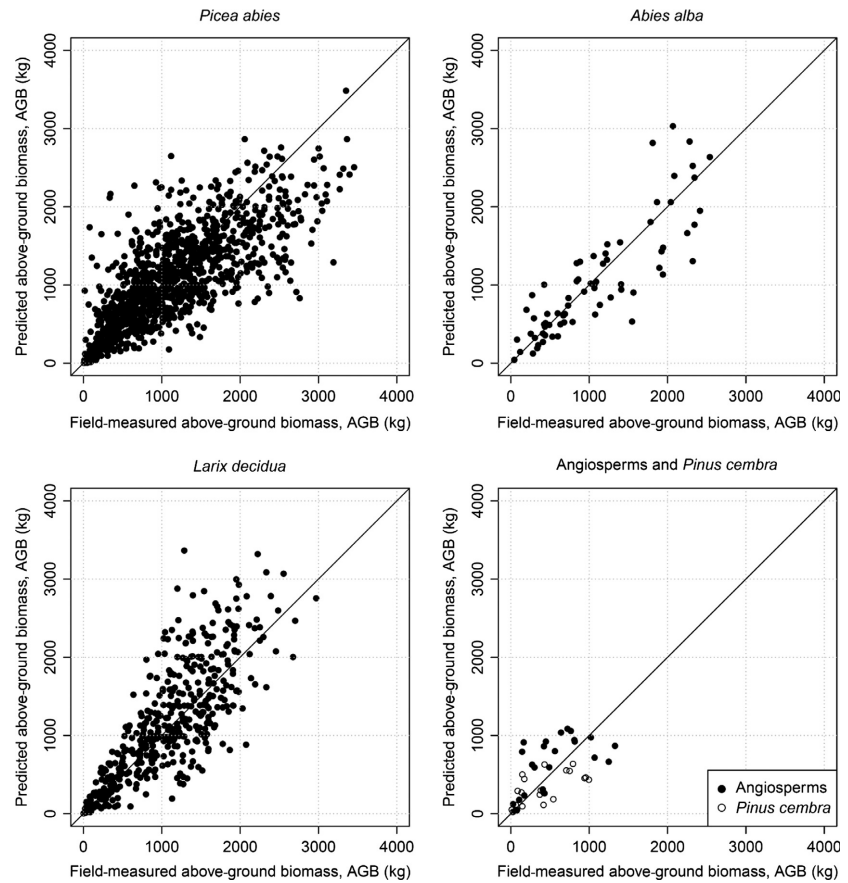 Picea abies
Predicted above-ground biomass, AGB (kg)
4000
3000
2000
1000
0
0 1000 2000 3000 4000
Field-measured above-ground biomass, AGB (kg)
Abies alba
Predicted above-ground biomass, AGB (kg)
4000
3000
2000
1000
0
0 1000 2000 3000 4000
Field-measured above-ground biomass, AGB (kg)
Larix decidua
Predicted above-ground biomass, AGB (kg)
4000
3000
2000
1000
0
0 1000 2000 3000 4000
Field-measured above-ground biomass, AGB (kg)
Angiosperms and Pinus cembra
Predicted above-ground biomass, AGB (kg)
4000
3000
2000
1000
0
Angiosperms
Pinus cembra
0 1000 2000 3000 4000
Field-measured above-ground biomass, AGB (kg)